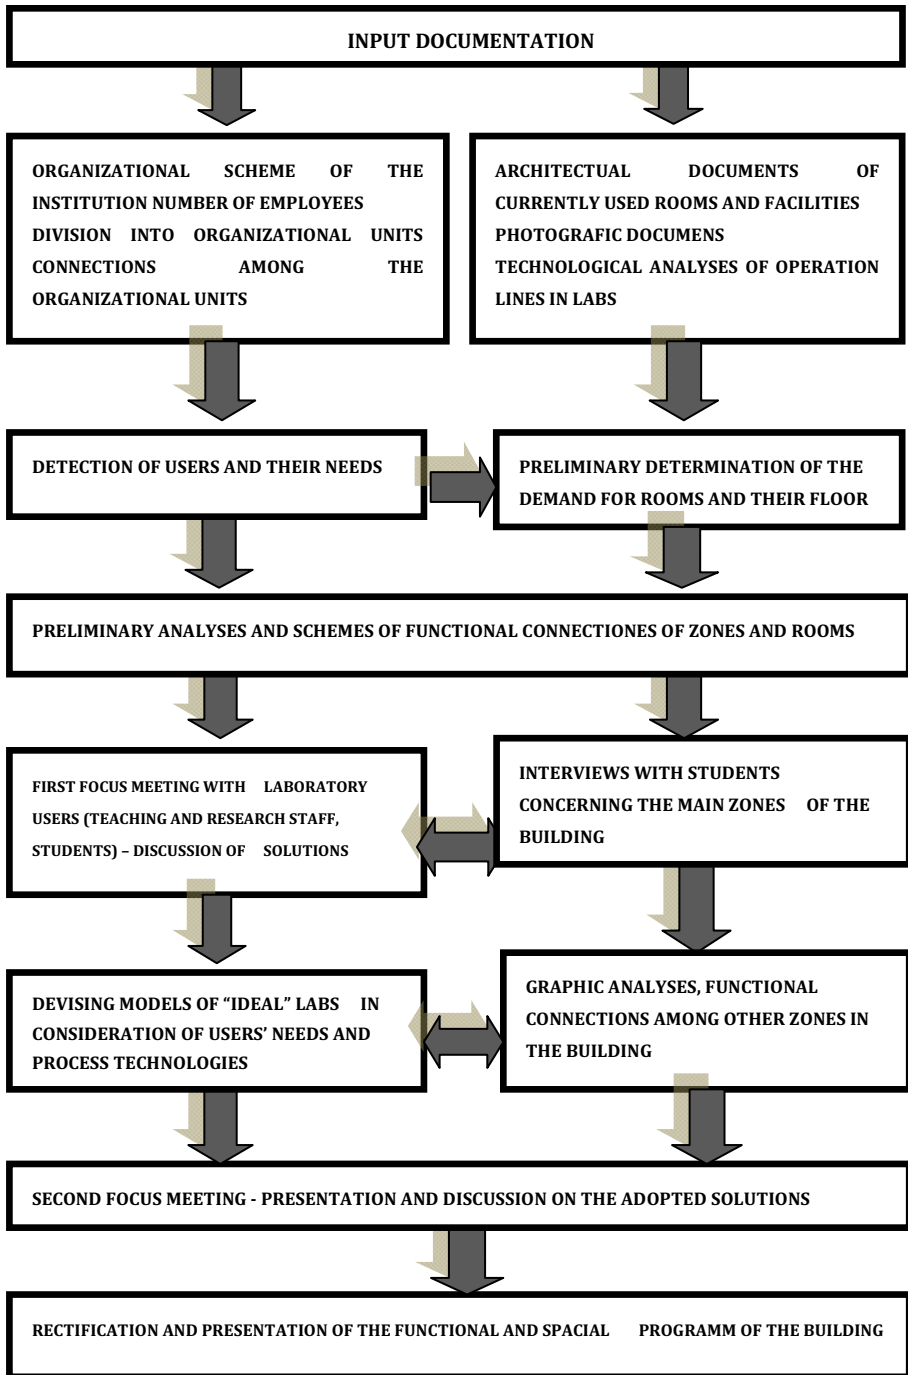 INPUT DOCUMENTATION
ORGANIZATIONAL SCHEME OF THE
INSTITUTION NUMBER OF EMPLOYEES
DIVISION INTO ORGANIZATIONAL UNITS
CONNECTIONS AMONG THE
ORGANIZATIONAL UNITS
ARCHITECTUAL DOCUMENTS OF
CURRENTLY USED ROOMS AND FACILITIES
PHOTOGRAFIC DOCUMENS
TECHNOLOGICAL ANALYSES OF OPERATION
LINES IN LABS
DETECTION OF USERS AND THEIR NEEDS
PRELIMINARY DETERMINATION OF THE
DEMAND FOR ROOMS AND THEIR FLOOR
PRELIMINARY ANALYSES AND SCHEMES OF FUNCTIONAL CONNECTIONES OF ZONES AND ROOMS
FIRST FOCUS MEETING WITH LABORATORY
USERS (TEACHING AND RESEARCH STAFF,
STUDENTS) – DISCUSSION OF SOLUTIONS
INTERVIEWS WITH STUDENTS
CONCERNING THE MAIN ZONES OF THE
BUILDING
DEVISING MODELS OF “IDEAL” LABS IN
CONSIDERATION OF USERS’ NEEDS AND
PROCESS TECHNOLOGIES
GRAPHIC ANALYSES, FUNCTIONAL
CONNECTIONS AMONG OTHER ZONES IN
THE BUILDING
SECOND FOCUS MEETING - PRESENTATION AND DISCUSSION ON THE ADOPTED SOLUTIONS
RECTIFICATION AND PRESENTATION OF THE FUNCTIONAL AND SPACIAL PROGRAMM OF THE BUILDING